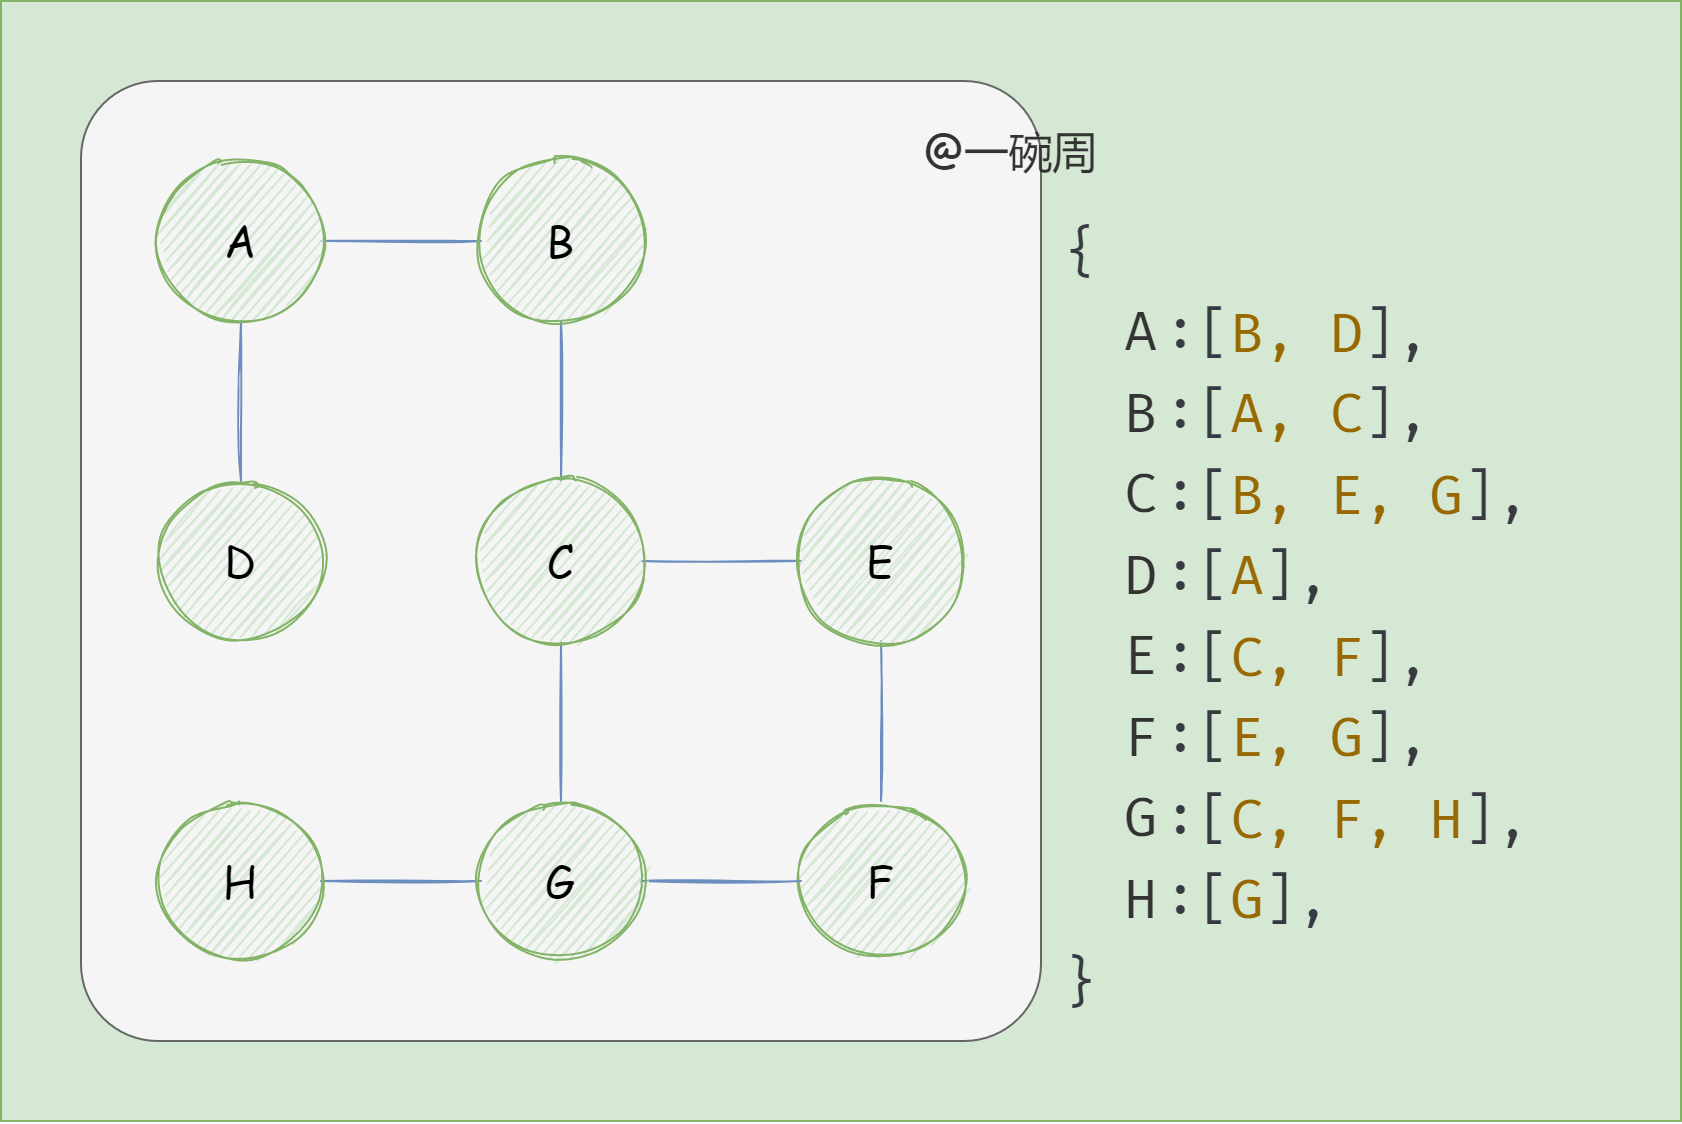 @一碗周
A
B
D
C
E
H
G
F
{
A:[B, D],
B:[A, C],
C:[B, E, G],
D:[A],
E:[C, F],
F:[E, G],
G:[C, F, H],
H:[G],
}